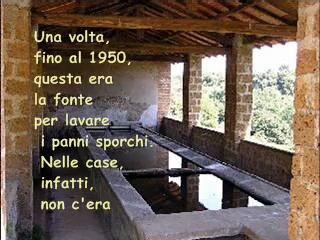 Una volta,
fino al 1950,
questa era
la fonte
per lavare
i panni sporchi.
Nelle case,
infatti,
non c'era